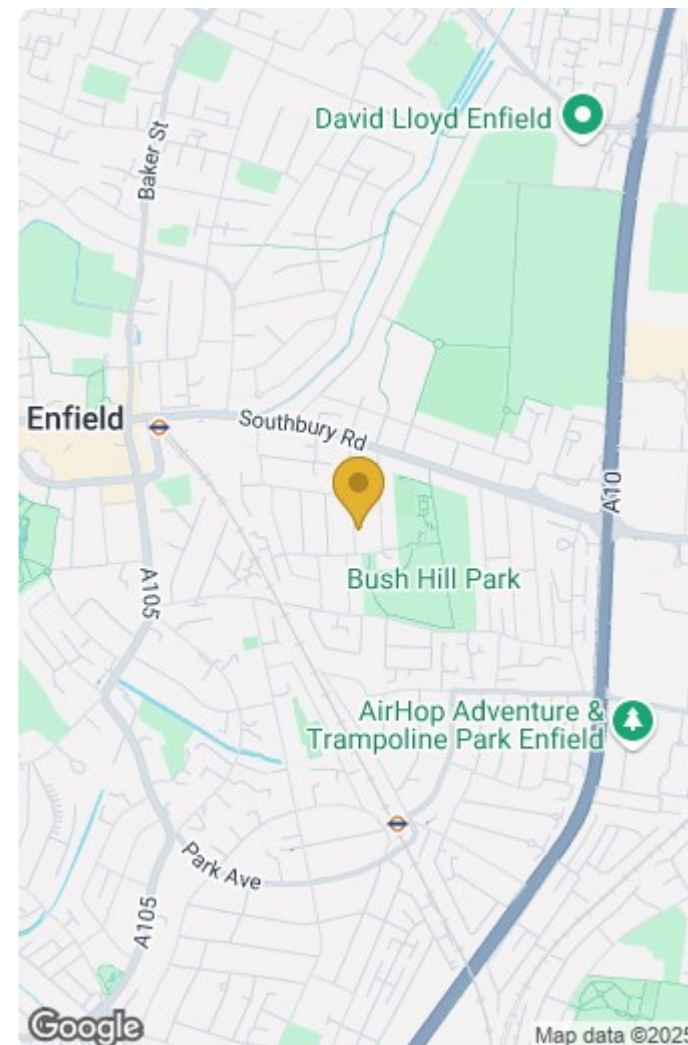 David Lloyd Enfield
Baker St
Enfield
Southbury Rd
A10
Bush Hill Park
A105
AirHop Adventure &
Trampoline Park Enfield
Park Ave
A105
Google
Map data ©2025